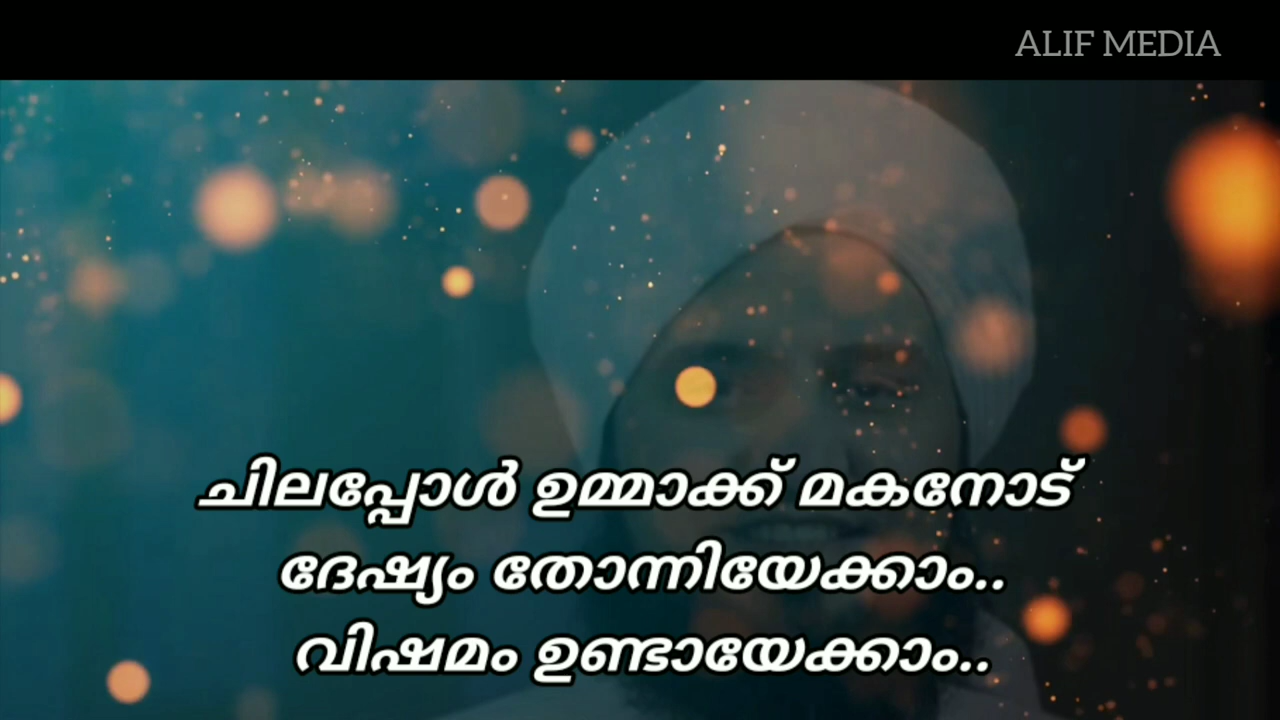 ALIF MEDIA
ചിലപ്പോൾ ഉമ്മാക്ക് മകനോട്
ദേഷ്യം തോന്നിയേക്കാം..
വിഷമം ഉണ്ടായേക്കാം..